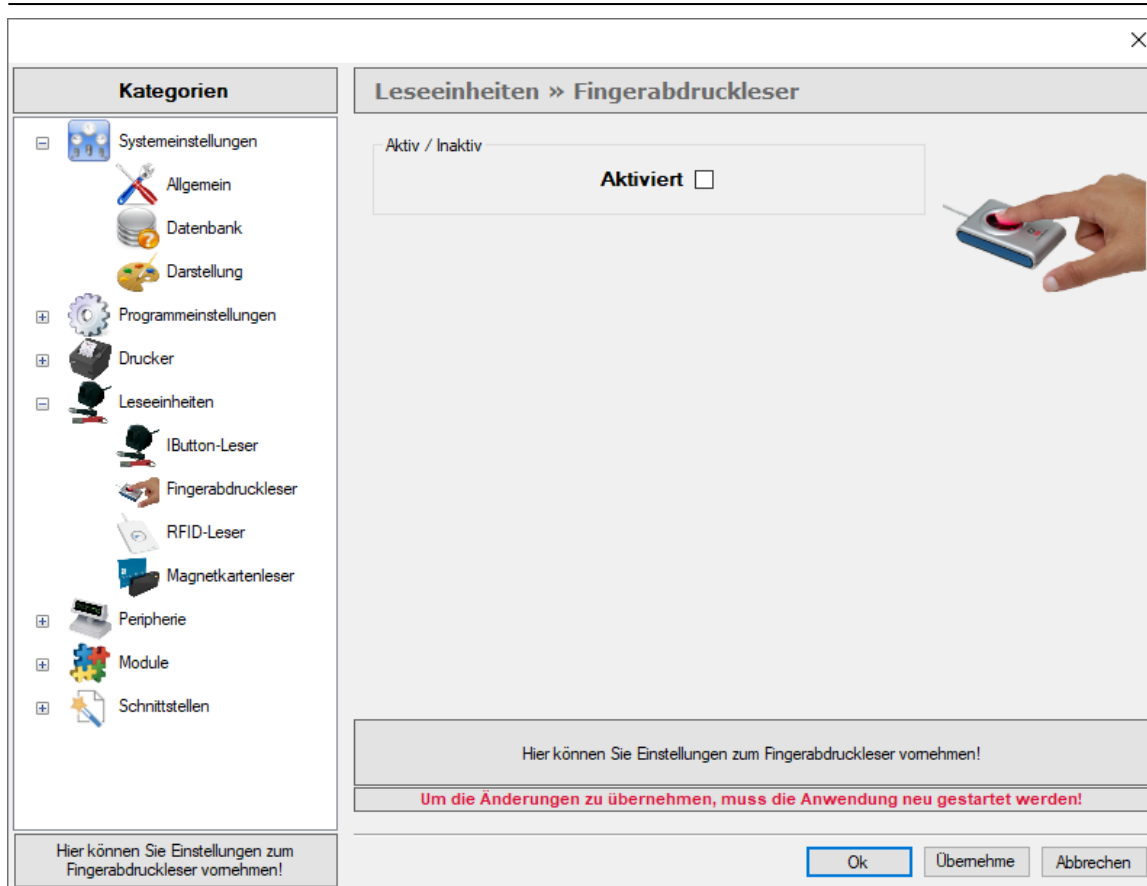 Kategorien
Systemeinstellungen
Allgemein
Datenbank
Darstellung
Programmeinstellungen
Drucker
Leseeinheiten
IButton-Leser
Fingerabdruckleser
RFID-Leser
Magnetkartenleser
Peripherie
Module
Schnittstellen
Hier können Sie Einstellungen zum
Fingerabdruckleser vornehmen!
Leseeinheiten » Fingerabdruckleser
Aktiv / Inaktiv
Aktiviert
Hier können Sie Einstellungen zum Fingerabdruckleser vornehmen!
Um die Änderungen zu übernehmen, muss die Anwendung neu gestartet werden!
Ok
Übernehme
Abbrechen